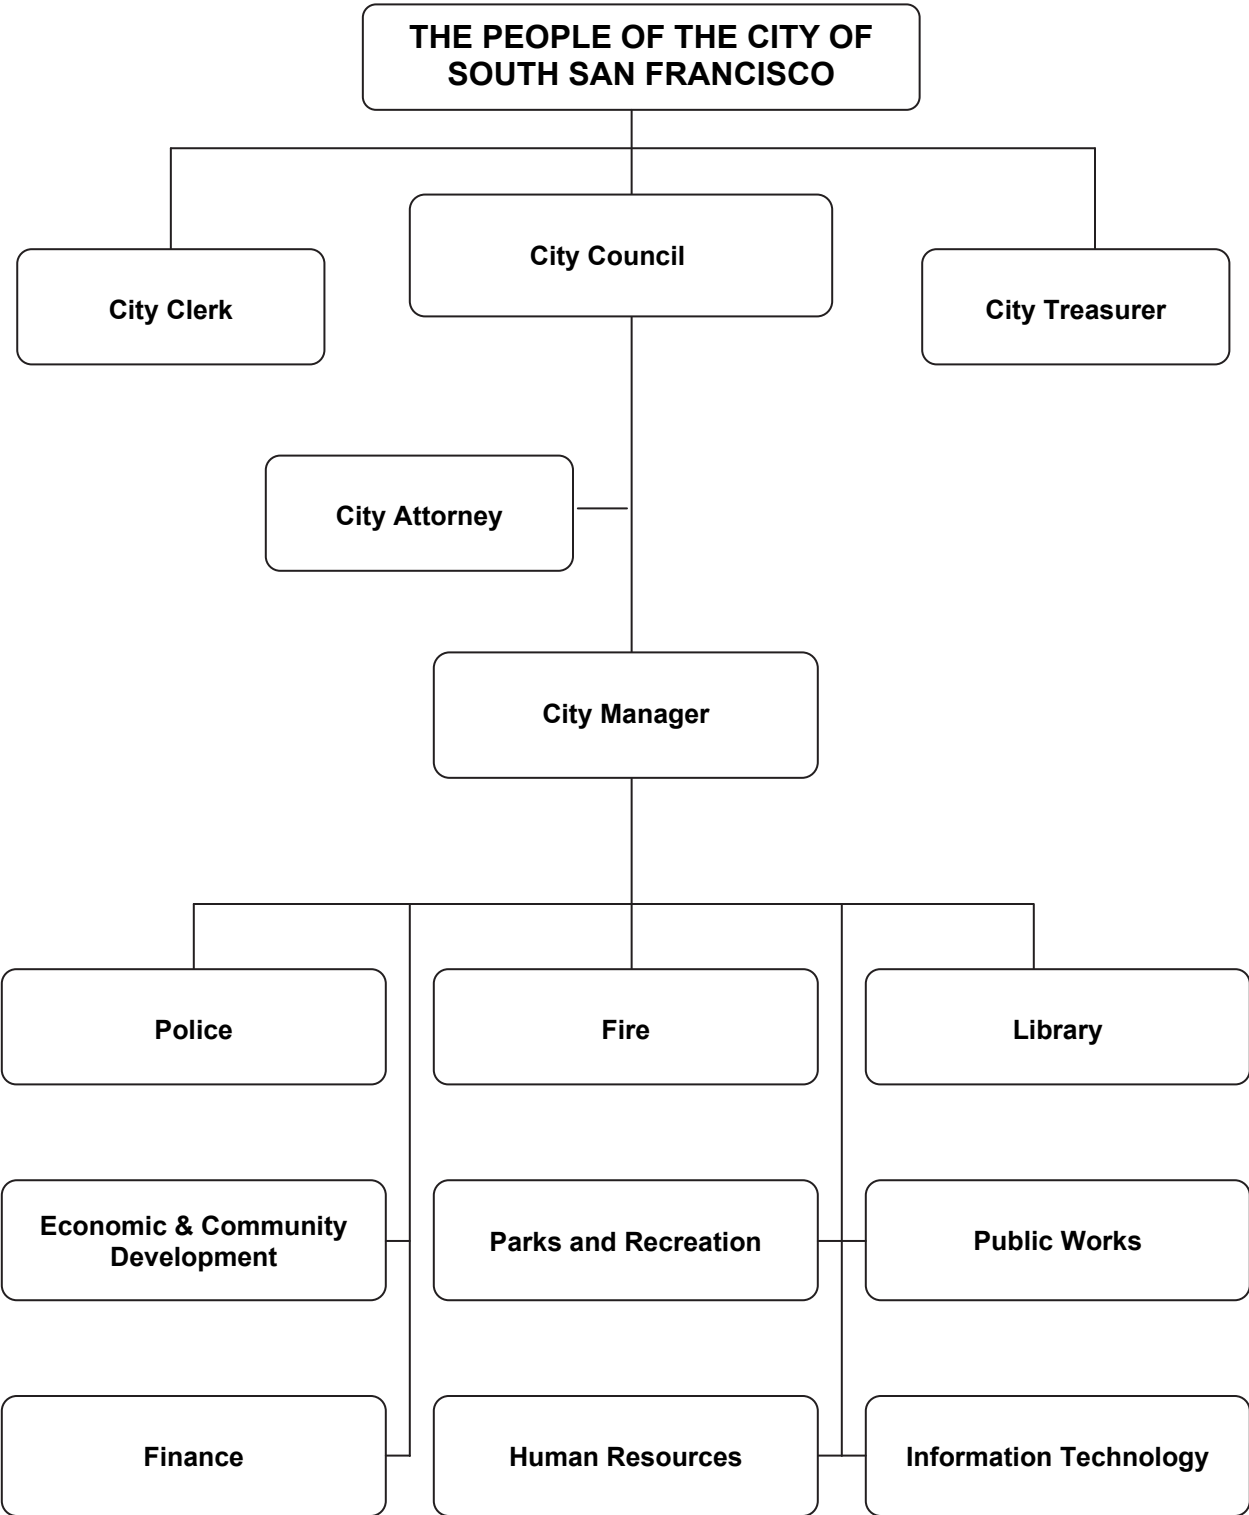 THE PEOPLE OF THE CITY OF
SOUTH SAN FRANCISCO
City Council
City Clerk
City Treasurer
City Attorney
City Manager
Police
Fire
Library
Economic & Community
Development
Parks and Recreation
Public Works
Finance
Human Resources
Information Technology